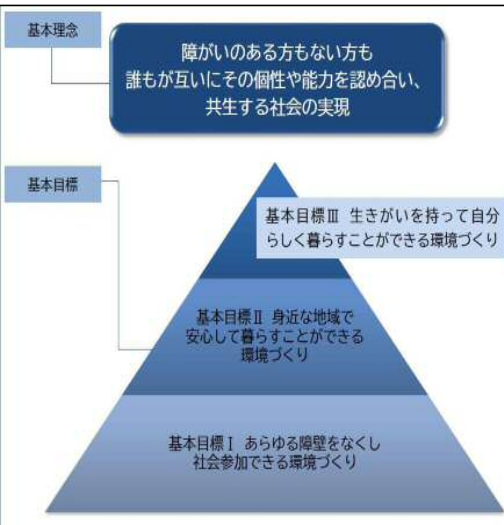 基本理念
障がいのある方もない方も
誰もが互いにその個性や能力を認め合い、
共生する社会の実現
基本目標
基本目標Ⅲ 生きがいを持って自分
らしく暮らすことができる環境づくり
基本目標Ⅱ 身近な地域で
安心して暮らすことができる
環境づくり
基本目標Ⅰ あらゆる障壁をなくし
社会参加できる環境づくり